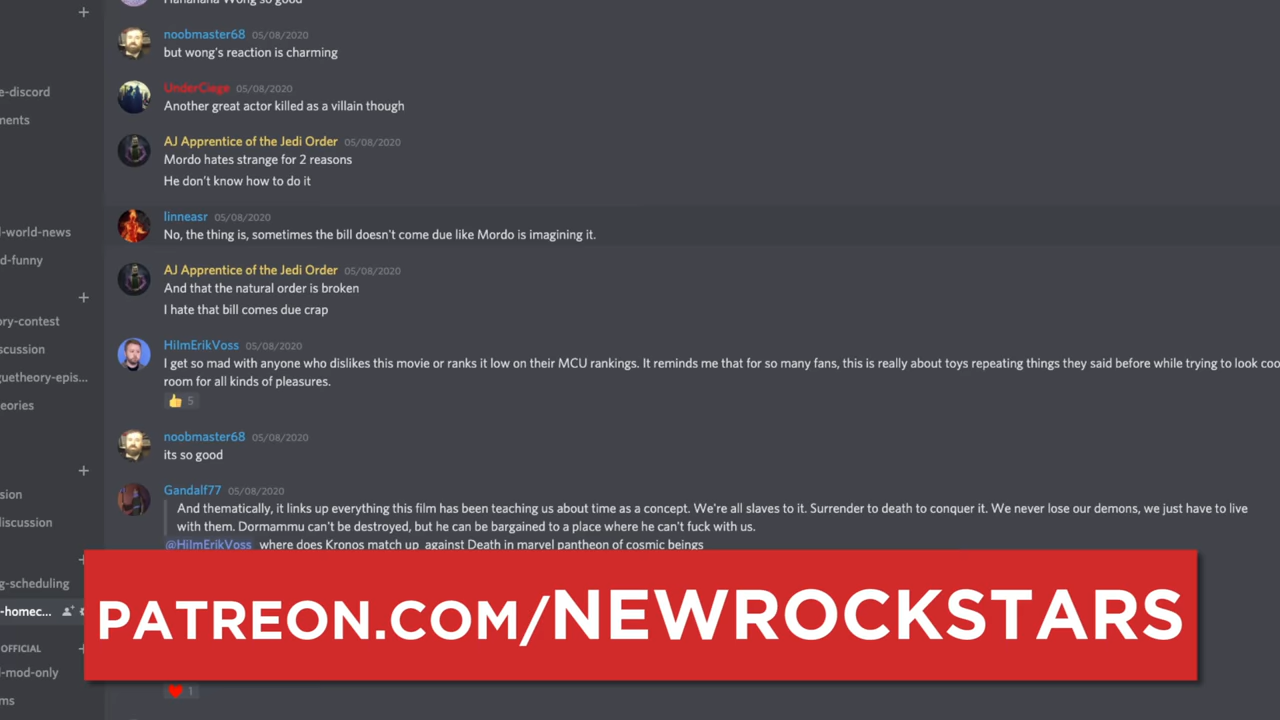 Hahahaha Wong so good
noobmaster68 05/08/2020
but wong's reaction is charming
UnderCiege 05/08/2020
Another great actor killed as a villain though
AJ Apprentice of the Jedi Order 05/08/2020
Mordo hates strange for 2 reasons
He don't know how to do it
linneasr 05/08/2020
No, the thing is, sometimes the bill doesn't come due like Mordo is imagining it.
AJ Apprentice of the Jedi Order 05/08/2020
And that the natural order is broken
I hate that bill comes due crap
HiImErikVoss 05/08/2020
I get so mad with anyone who dislikes this movie or ranks it low on their MCU rankings. It reminds me that for so many fans, this is really about toys repeating things they said before while trying to look coo
room for all kinds of pleasures.
5
noobmaster68 05/08/2020
its so good
Gandalf77 05/08/2020
And thematically, it links up everything this film has been teaching us about time as a concept. We're all slaves to it. Surrender to death to conquer it. We never lose our demons, we just have to live
with them. Dormammu can't be destroyed, but he can be bargained to a place where he can't fuck with us.
@HiImErikVoss where does Kronos match up against Death in marvel pantheon of cosmic beings
1
e-discord
ments
-world-news
d-funny
ory-contest
scussion
guetheory-epis...
eories
sion
discussion
g-scheduling
-homec...
OFFICIAL
-mod-only
ms
PATREON.COM/NEWROCKSTARS